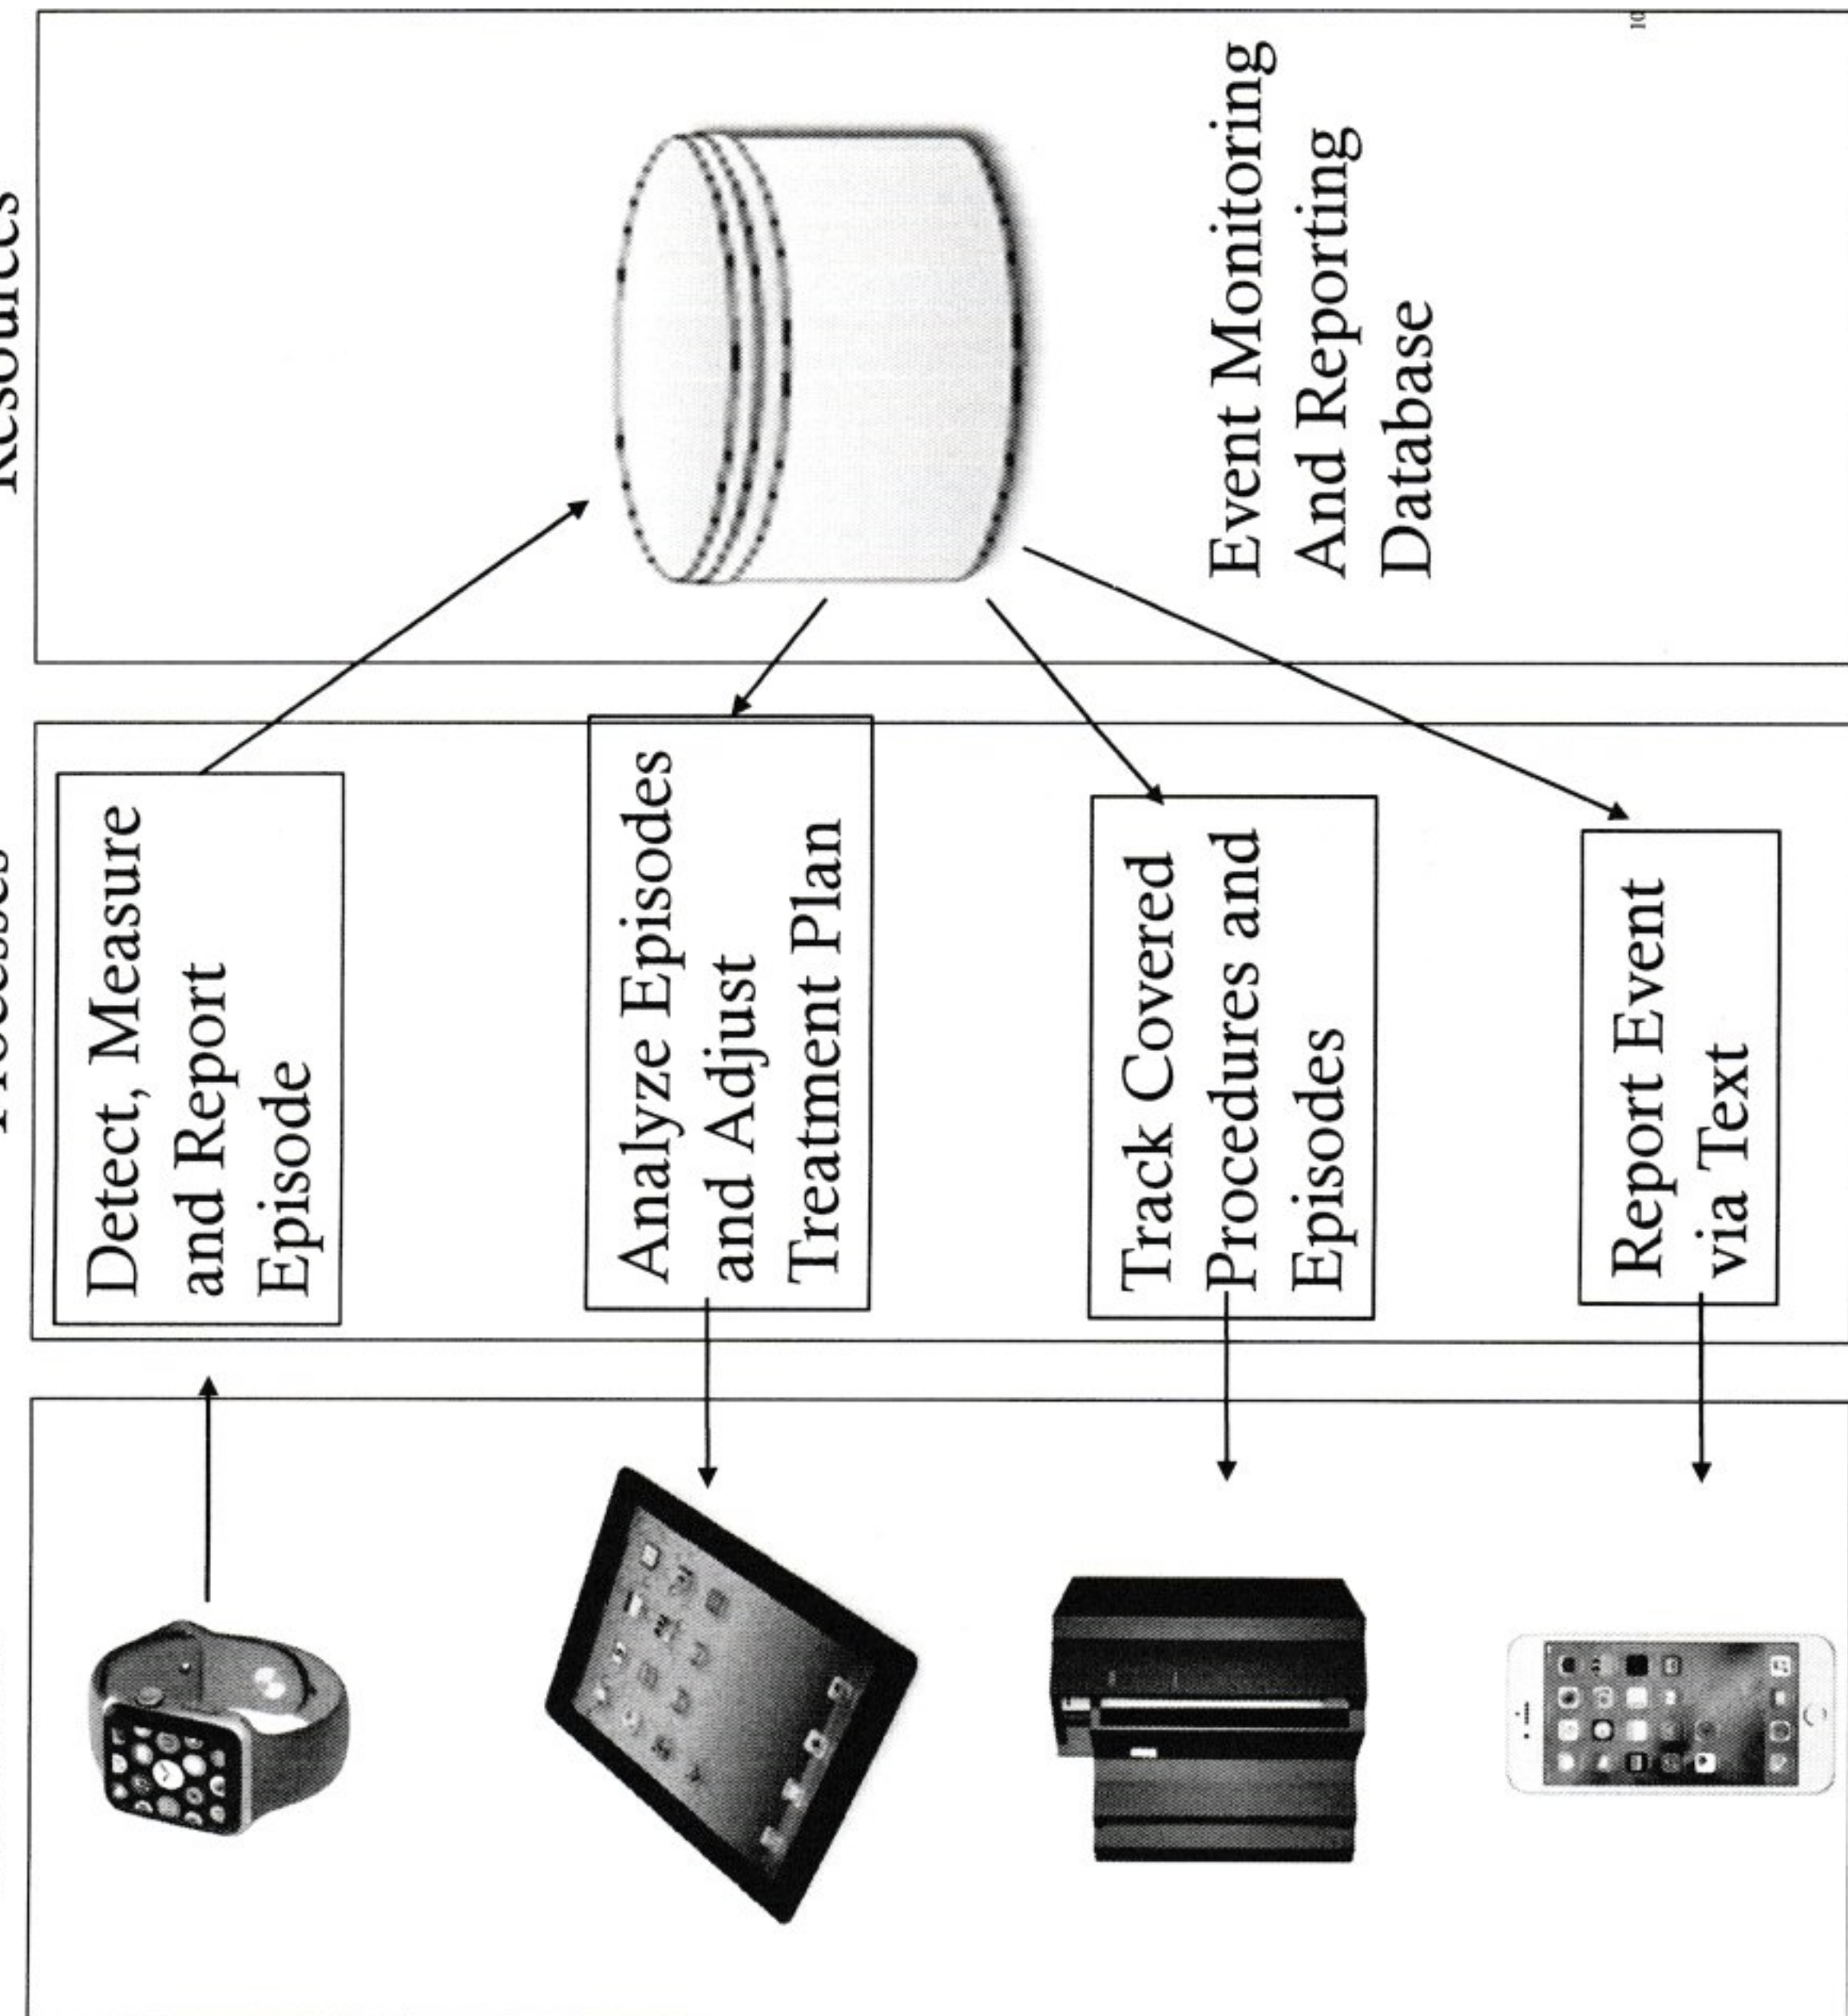 Processes
Resources
Detect, Measure
and Report
Episode
Analyze Episodes
and Adjust
Treatment Plan
Track Covered
Procedures and
Episodes
Report Event
via Text
Event Monitoring
And Reporting
Database
10